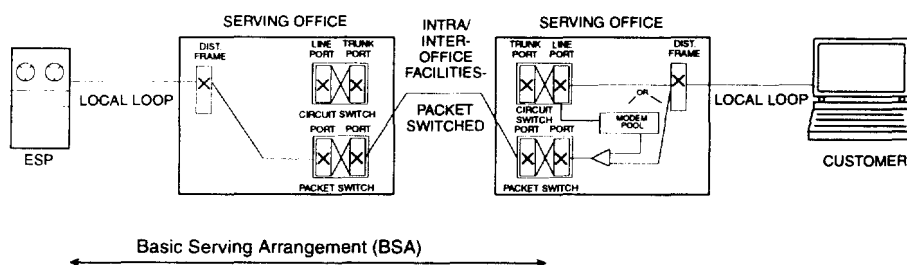 SERVING OFFICE
DIST.
FRAME
LINE
PORT
TRUNK
PORT
CIRCUIT SWITCH
PORT
PORT
PACKET SWITCH
LOCAL LOOP
ESP
INTRA/
INTER-
OFFICE
FACILITIES-
PACKET
SWITCHED
SERVING OFFICE
TRUNK
PORT
LINE
PORT
DIST.
FRAME
CIRCUIT
SWITCH
OR
MODEM
POOL
PORT
PORT
PACKET SWITCH
LOCAL LOOP
CUSTOMER
Basic Serving Arrangement (BSA)